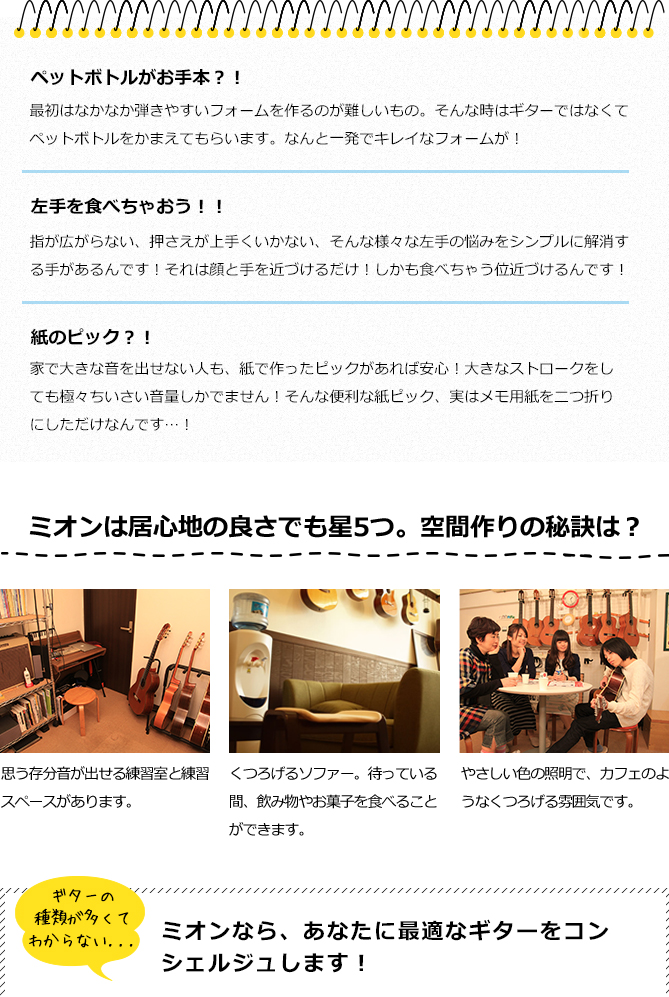 ペットボトルがお手本？！
最初はなかなか弾きやすいフォームを作るのが難しいもの。そんな時はギターではなくて
ペットボトルをかまえてもらいます。なんと一発でキレイなフォームが！
左手を食べちゃおう！！
指が広がらない、押さえが上手くいかない、そんな様々な左手の悩みをシンプルに解消す
る手があるんです！それは顔と手を近づけるだけ！しかも食べちゃう位近づけるんです！
紙のピック？！
家で大きな音を出せない人も、紙で作ったピックがあれば安心！大きなストロークをし
ても極々ちいさい音量しかでません！そんな便利な紙ピック、実はメモ用紙を二つ折り
にしただけなんです…！
ミオンは居心地の良さでも星5つ。空間作りの秘訣は？
思う存分音が出せる練習室と練習
スペースがあります。
くつろげるソファー。待っている
間、飲み物やお菓子を食べること
ができます。
やさしい色の照明で、カフェのよ
うなくつろげる雰囲気です。
ギターの
種類が多くて
わからない...
ミオンなら、あなたに最適なギターをコン
シェルジュします！